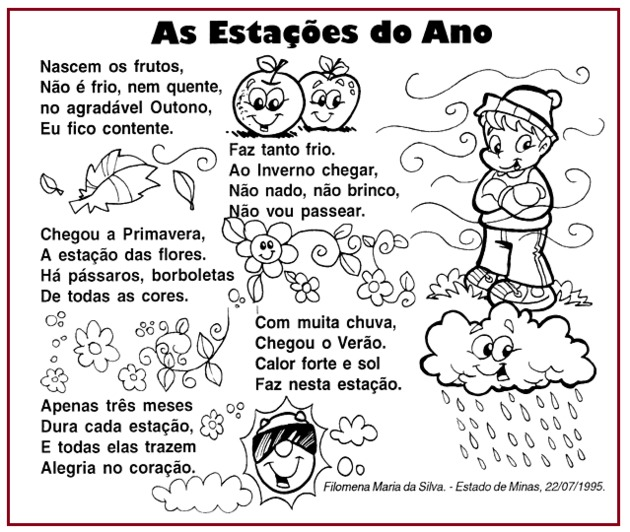 As Estações do Ano
Nascem os frutos,
Não é frio, nem quente,
no agradável Outono,
Eu fico contente.
Faz tanto frio.
Ao Inverno chegar,
Não nado, não brinco,
Não vou passear.
Chegou a Primavera,
A estação das flores.
Há pássaros, borboletas
De todas as cores.
Com muita chuva,
Chegou o Verão.
Calor forte e sol
Faz nesta estação.
Apenas três meses
Dura cada estação,
E todas elas trazem
Alegria no coração.
Filomena Maria da Silva. - Estado de Minas, 22/07/1995.